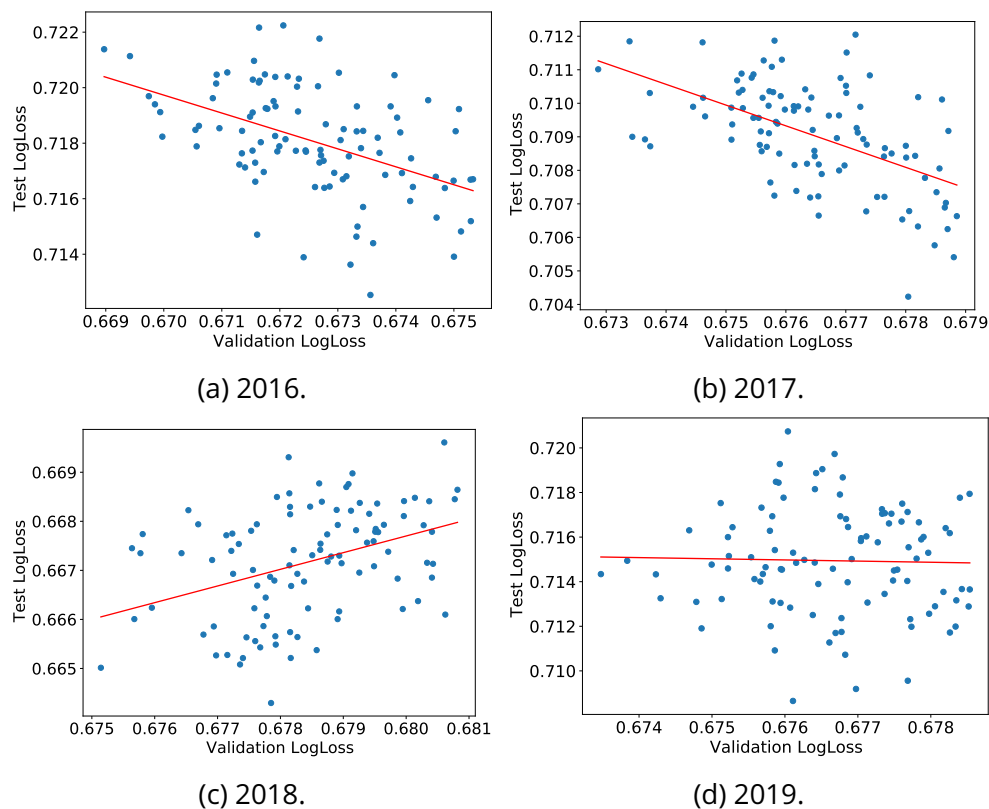 0.722
0.720
0.718
0.716
0.714
Test LogLoss
0.669 0.670 0.671 0.672 0.673 0.674 0.675
Validation LogLoss
(a) 2016.
0.712
0.711
0.710
0.709
0.708
0.707
0.706
0.705
0.704
Test LogLoss
0.673 0.674 0.675 0.676 0.677 0.678 0.679
Validation LogLoss
(b) 2017.
0.669
0.668
0.667
0.666
0.665
Test LogLoss
0.675 0.676 0.677 0.678 0.679 0.680 0.681
Validation LogLoss
(c) 2018.
0.720
0.718
0.716
0.714
0.712
0.710
Test LogLoss
0.674 0.675 0.676 0.677 0.678
Validation LogLoss
(d) 2019.